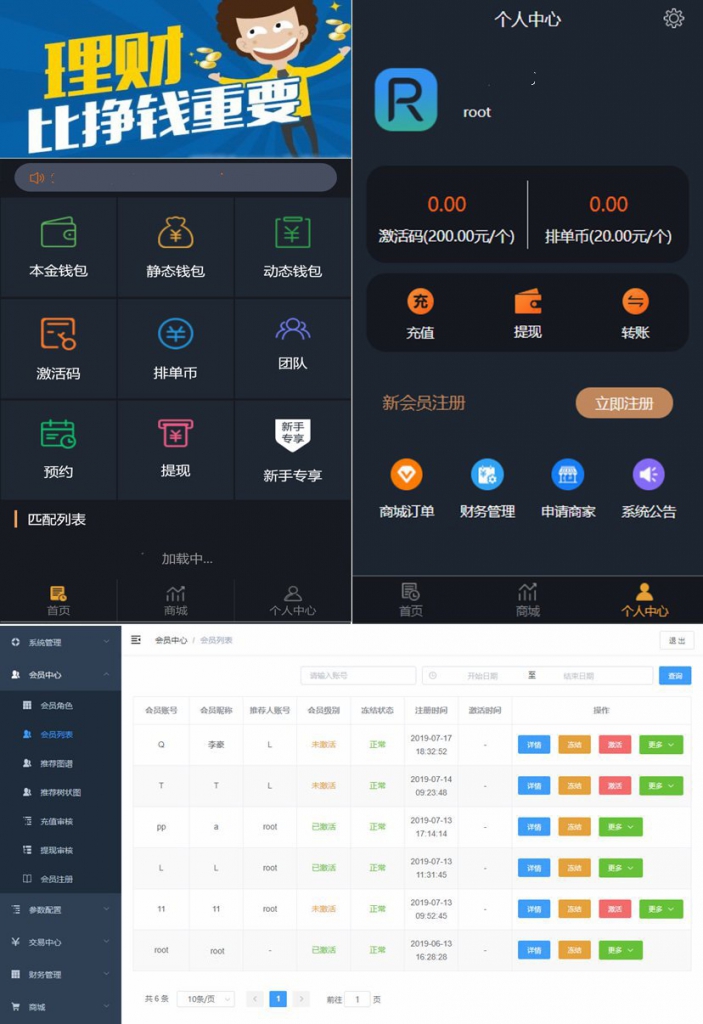 理财
比挣钱重要
本金钱包
静态钱包
动态钱包
激活码
排单币
团队
预约
提现
新手
专享
新手专享
匹配列表
加载中...
首页
商城
个人中心
个人中心
R
root
0.00
0.00
激活码(200.00元/个)
排单币(20.00元/个)
充
充值
提现
转账
新会员注册
立即注册
商城订单
财务管理
申请商家
系统公告
首页
商城
个人中心
系统管理
会员中心
会员角色
会员列表
推荐图谱
推荐树状图
充值审核
提现审核
会员注册
参数配置
交易中心
财务管理
商城
会员中心 / 会员列表
退出
请输入账号
开始日期 至 结束日期
查询
会员账号 会员昵称 推荐人账号 会员级别 冻结状态 注册时间 激活时间 操作
Q 李豪 L 未激活 正常 2019-07-17 18:32:52 - 详情 冻结 激活 更多
T T L 未激活 正常 2019-07-14 09:23:48 - 详情 冻结 激活 更多
pp a root 已激活 正常 2019-07-13 17:14:14 - 详情 冻结 更多
L L root 已激活 正常 2019-07-13 11:31:45 - 详情 冻结 更多
11 11 root 未激活 正常 2019-07-13 09:52:45 - 详情 冻结 激活 更多
root root - 已激活 正常 2019-06-13 16:28:28 - 详情 冻结 更多
共 6 条 10条/页 1 前往 1 页